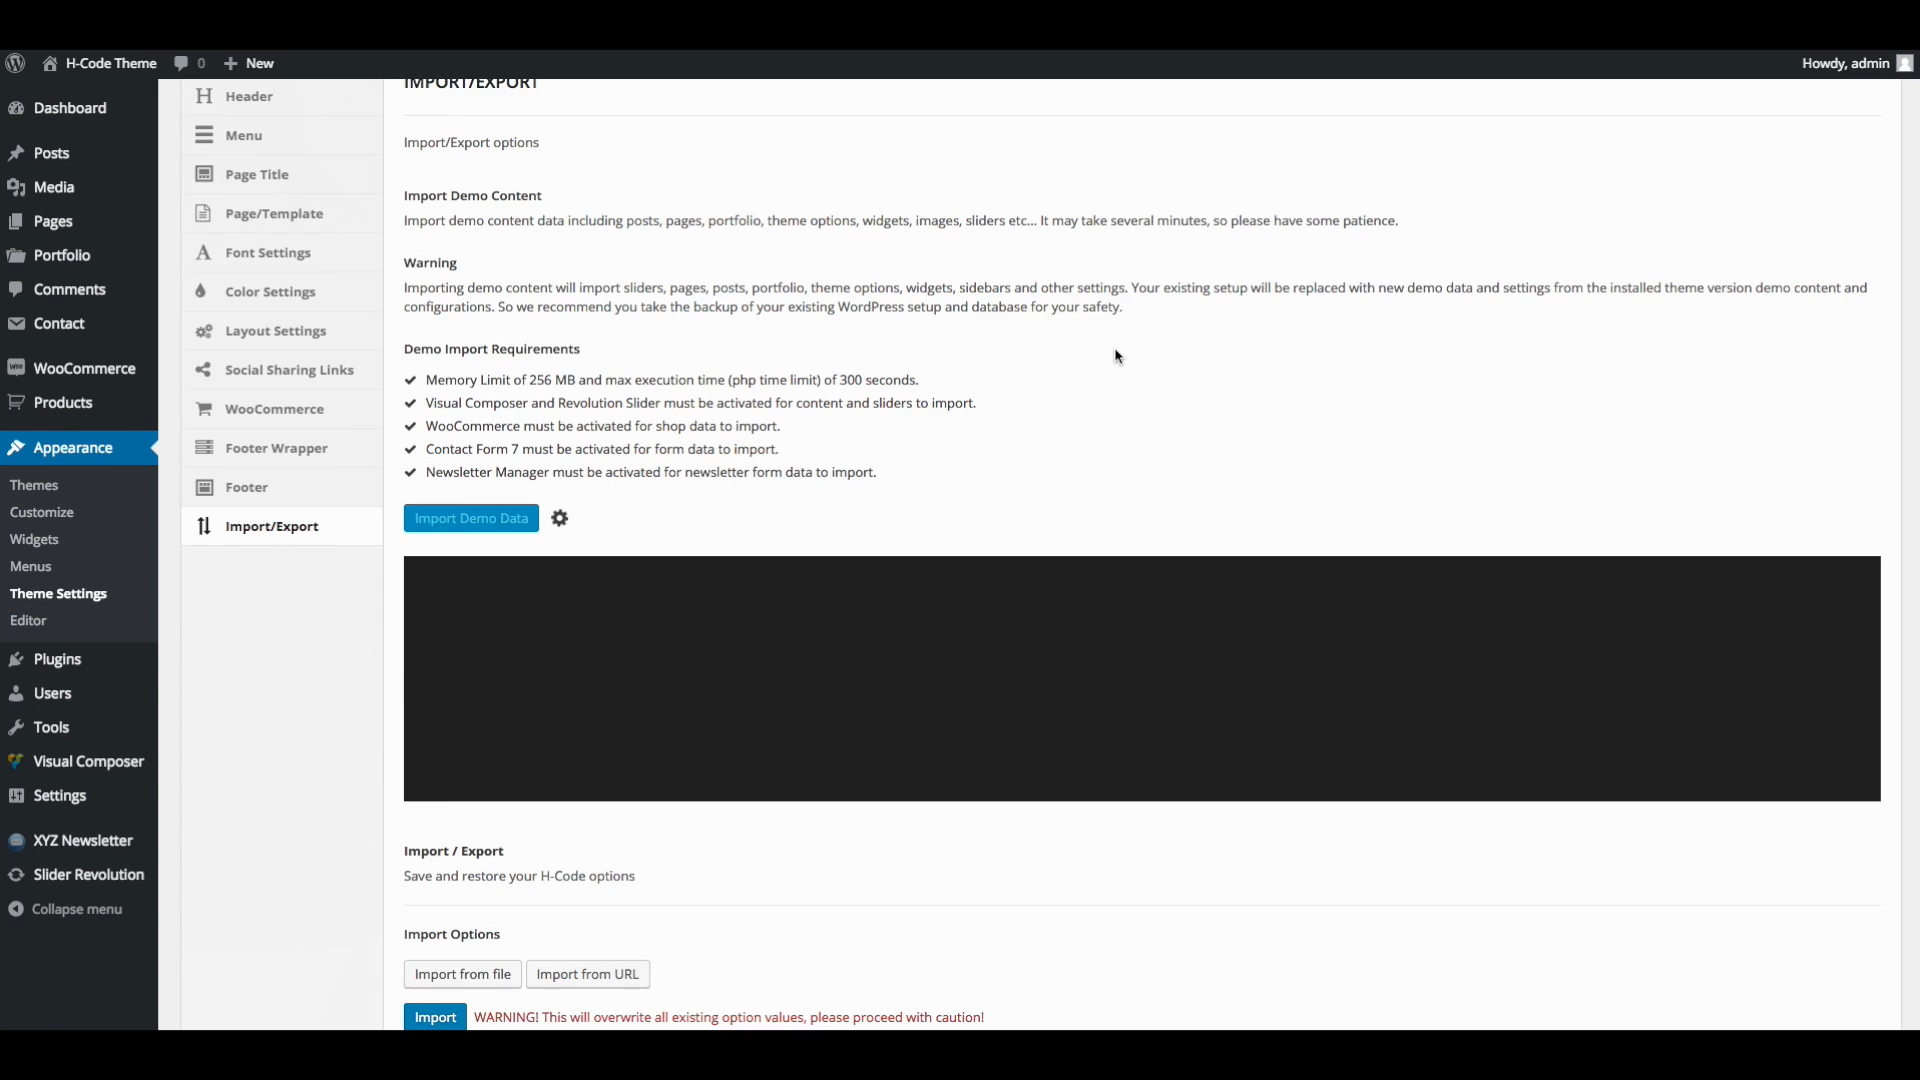 H-Code Theme
0
New
Howdy, admin
Dashboard
Posts
Media
Pages
Portfolio
Comments
Contact
WooCommerce
Products
Appearance
Themes
Customize
Widgets
Menus
Theme Settings
Editor
Plugins
Users
Tools
Visual Composer
Settings
XYZ Newsletter
Slider Revolution
Collapse menu
Header
Menu
Page Title
Page/Template
Font Settings
Color Settings
Layout Settings
Social Sharing Links
WooCommerce
Footer Wrapper
Footer
Import/Export
IMPORT/EXPORT
Import/Export options
Import Demo Content
Import demo content data including posts, pages, portfolio, theme options, widgets, images, sliders etc... It may take several minutes, so please have some patience.
Warning
Importing demo content will import sliders, pages, posts, portfolio, theme options, widgets, sidebars and other settings. Your existing setup will be replaced with new demo data and settings from the installed theme version demo content and
configurations. So we recommend you take the backup of your existing WordPress setup and database for your safety.
Demo Import Requirements
Memory Limit of 256 MB and max execution time (php time limit) of 300 seconds.
Visual Composer and Revolution Slider must be activated for content and sliders to import.
WooCommerce must be activated for shop data to import.
Contact Form 7 must be activated for form data to import.
Newsletter Manager must be activated for newsletter form data to import.
Import Demo Data
Import / Export
Save and restore your H-Code options
Import Options
Import from file
Import from URL
Import
WARNING! This will overwrite all existing option values, please proceed with caution!